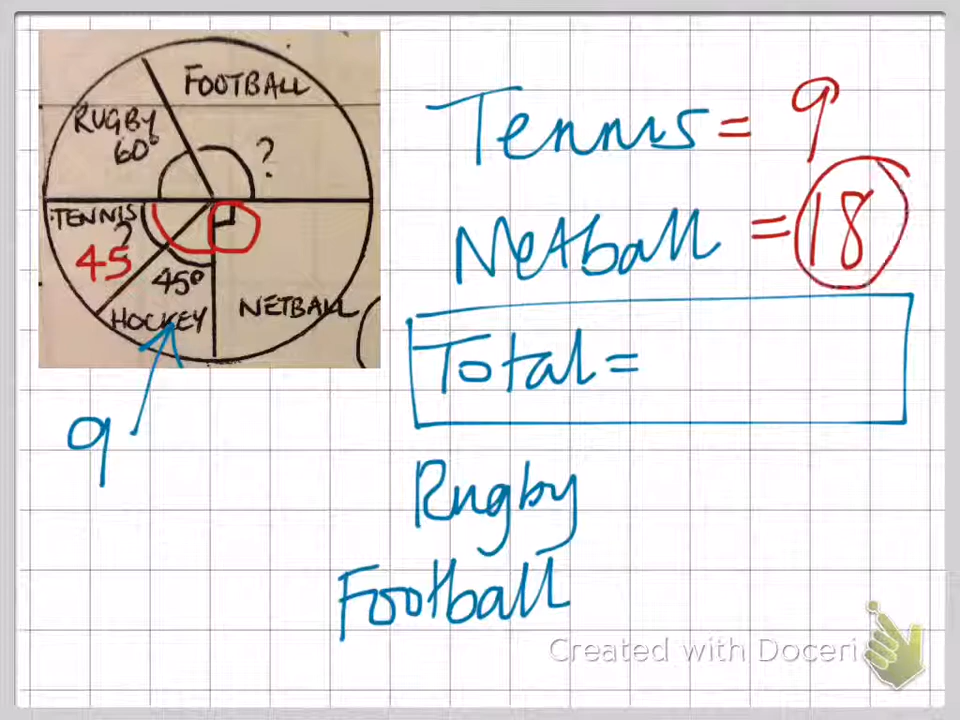 FOOTBALL
RUGBY
60°
?
TENNIS
?
45
45°
HOCKEY
NETBALL
9
Tennis = 9
Netball = 18
Total =
Rugby
Football
Created with Doceri